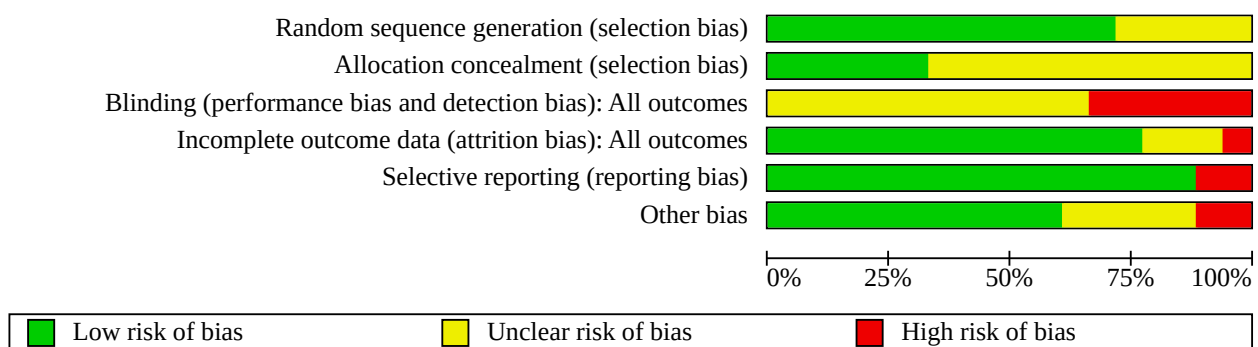 Random sequence generation (selection bias)
Allocation concealment (selection bias)
Blinding (performance bias and detection bias): All outcomes
Incomplete outcome data (attrition bias): All outcomes
Selective reporting (reporting bias)
Other bias
0% 25% 50% 75% 100%
Low risk of bias Unclear risk of bias High risk of bias